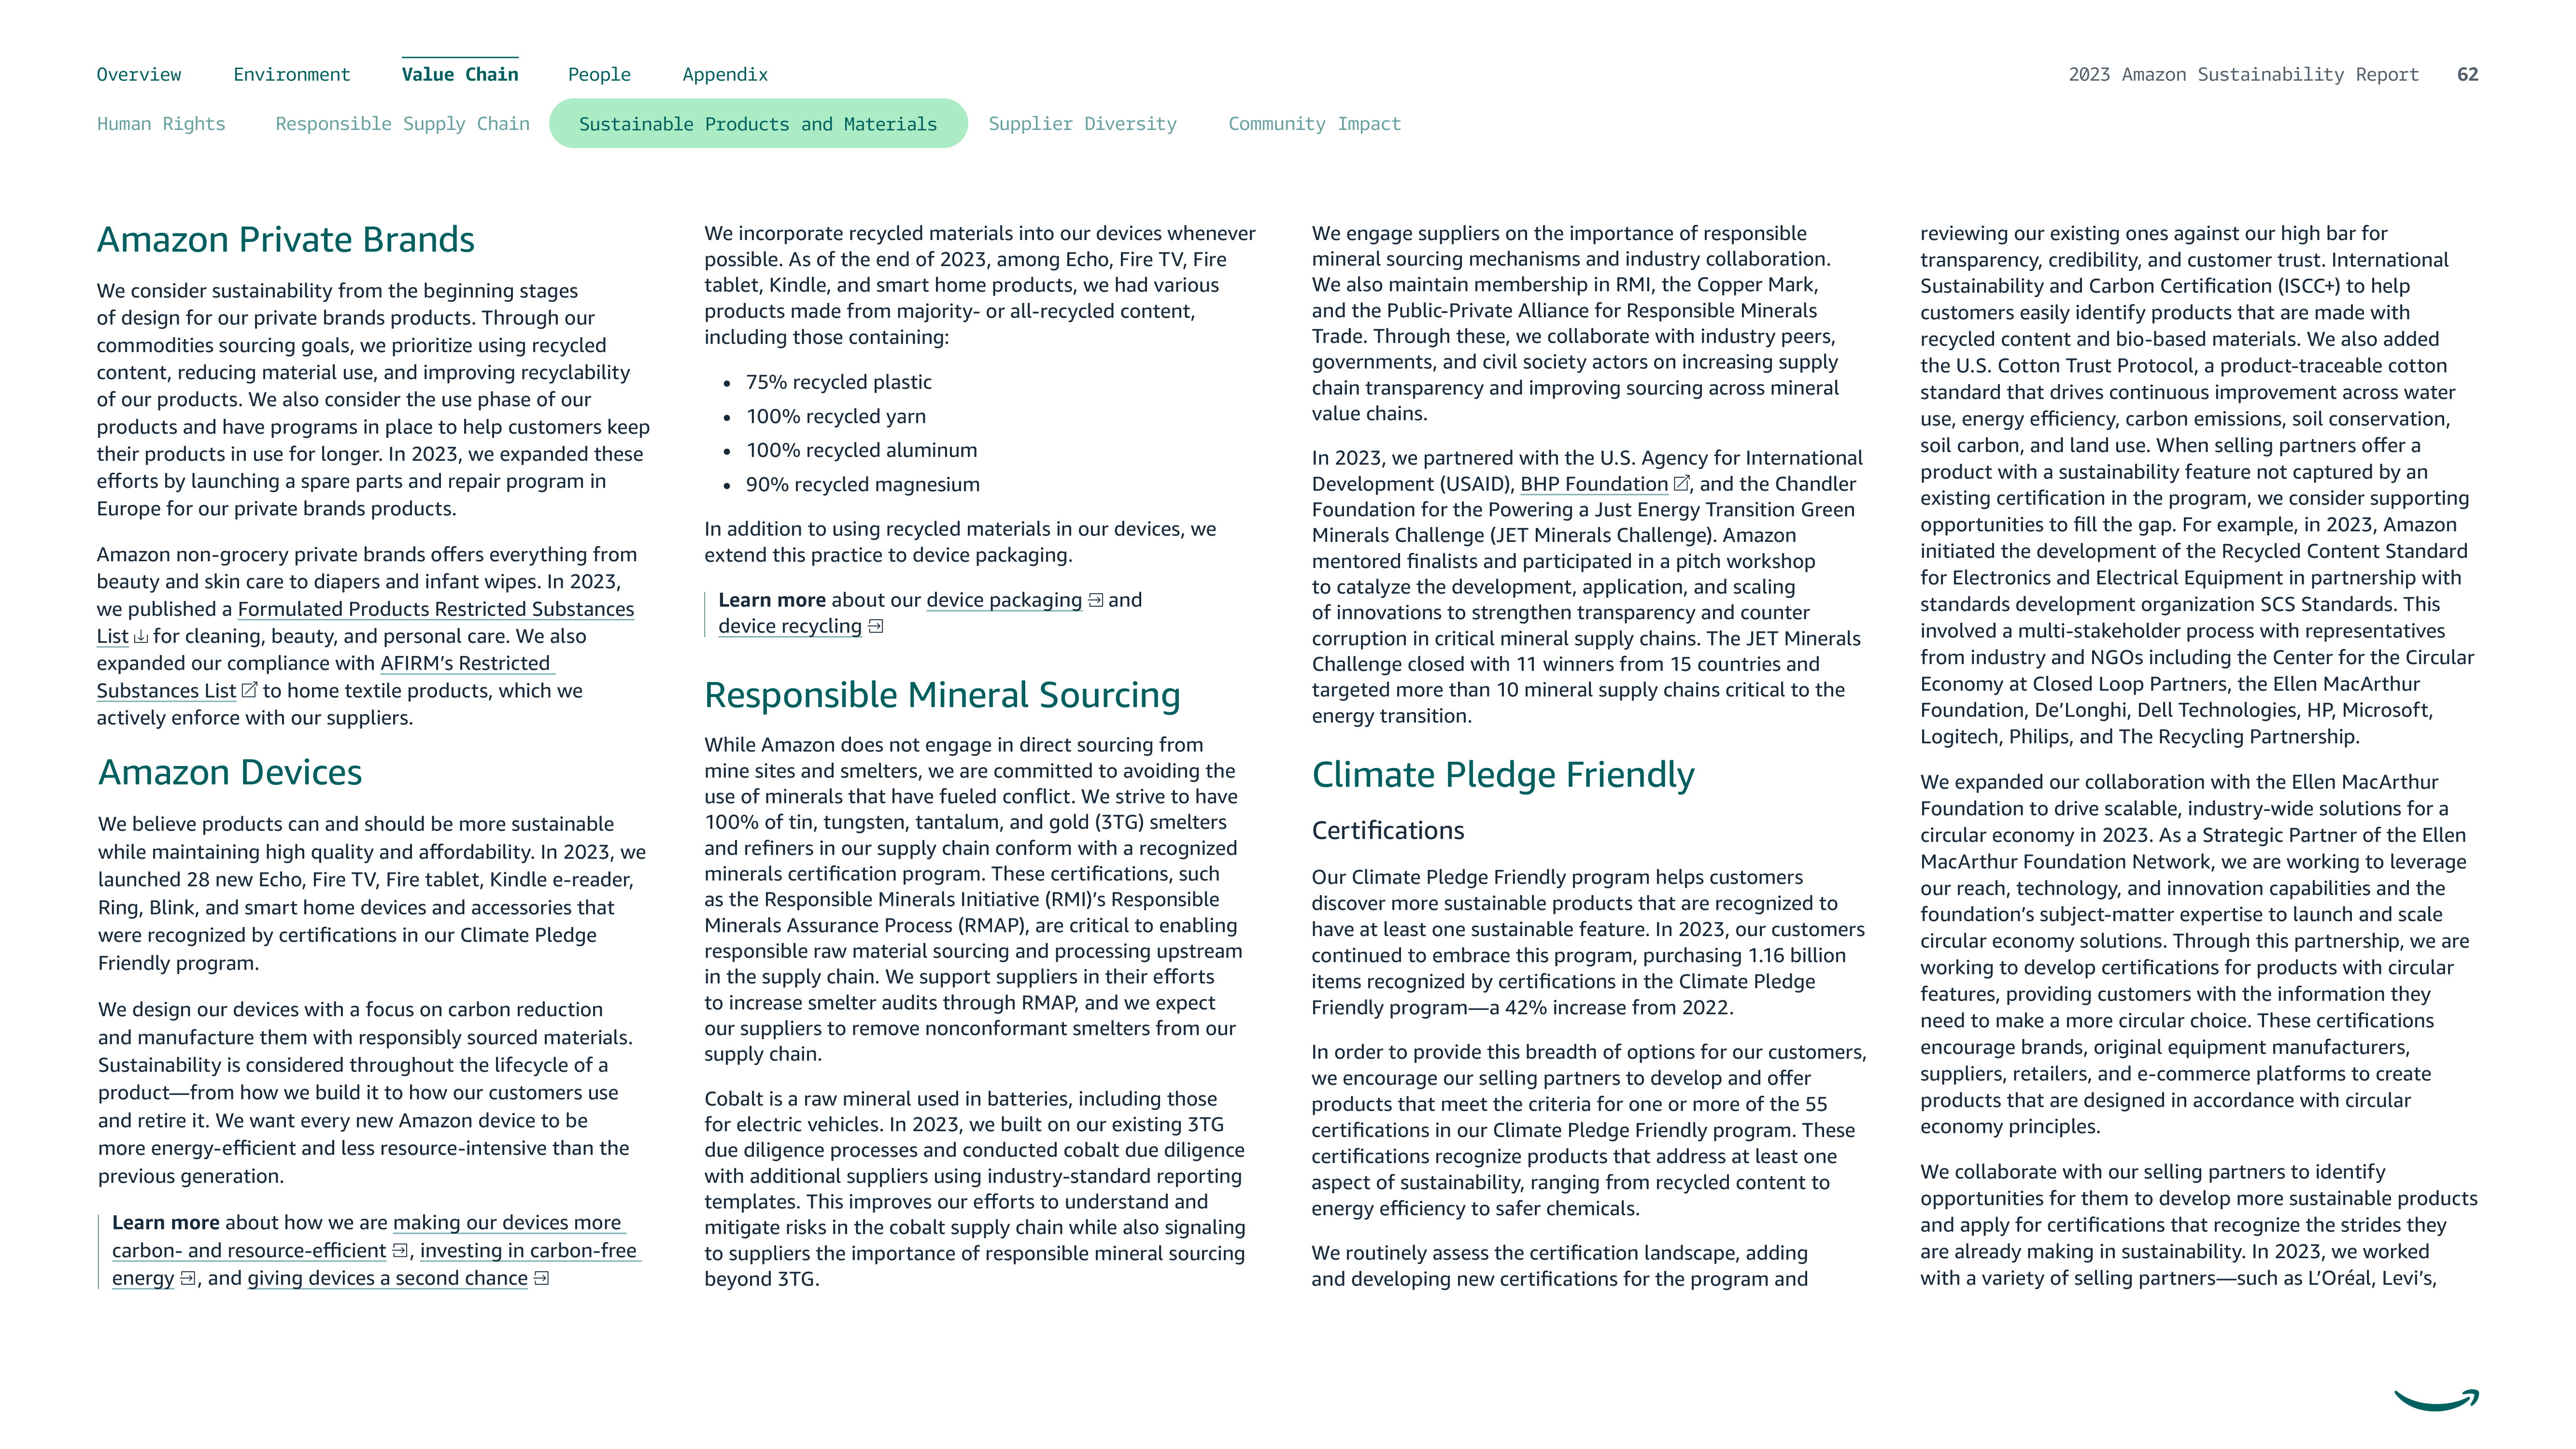 Overview Environment Value Chain People Appendix 2023 Amazon Sustainability Report 62
Human Rights Responsible Supply Chain Sustainable Products and Materials Supplier Diversity Community Impact
Amazon Private Brands
We consider sustainability from the beginning stages
of design for our private brands products. Through our
commodities sourcing goals, we prioritize using recycled
content, reducing material use, and improving recyclability
of our products. We also consider the use phase of our
products and have programs in place to help customers keep
their products in use for longer. In 2023, we expanded these
efforts by launching a spare parts and repair program in
Europe for our private brands products.
Amazon non-grocery private brands offers everything from
beauty and skin care to diapers and infant wipes. In 2023,
we published a Formulated Products Restricted Substances
List for cleaning, beauty, and personal care. We also
expanded our compliance with AFIRM’s Restricted
Substances List to home textile products, which we
actively enforce with our suppliers.
Amazon Devices
We believe products can and should be more sustainable
while maintaining high quality and affordability. In 2023, we
launched 28 new Echo, Fire TV, Fire tablet, Kindle e-reader,
Ring, Blink, and smart home devices and accessories that
were recognized by certifications in our Climate Pledge
Friendly program.
We design our devices with a focus on carbon reduction
and manufacture them with responsibly sourced materials.
Sustainability is considered throughout the lifecycle of a
product—from how we build it to how our customers use
and retire it. We want every new Amazon device to be
more energy-efficient and less resource-intensive than the
previous generation.
Learn more about how we are making our devices more
carbon- and resource-efficient , investing in carbon-free
energy , and giving devices a second chance
We incorporate recycled materials into our devices whenever
possible. As of the end of 2023, among Echo, Fire TV, Fire
tablet, Kindle, and smart home products, we had various
products made from majority- or all-recycled content,
including those containing:
• 75% recycled plastic
• 100% recycled yarn
• 100% recycled aluminum
• 90% recycled magnesium
In addition to using recycled materials in our devices, we
extend this practice to device packaging.
Learn more about our device packaging and
device recycling
Responsible Mineral Sourcing
While Amazon does not engage in direct sourcing from
mine sites and smelters, we are committed to avoiding the
use of minerals that have fueled conflict. We strive to have
100% of tin, tungsten, tantalum, and gold (3TG) smelters
and refiners in our supply chain conform with a recognized
minerals certification program. These certifications, such
as the Responsible Minerals Initiative (RMI)’s Responsible
Minerals Assurance Process (RMAP), are critical to enabling
responsible raw material sourcing and processing upstream
in the supply chain. We support suppliers in their efforts
to increase smelter audits through RMAP, and we expect
our suppliers to remove nonconformant smelters from our
supply chain.
Cobalt is a raw mineral used in batteries, including those
for electric vehicles. In 2023, we built on our existing 3TG
due diligence processes and conducted cobalt due diligence
with additional suppliers using industry-standard reporting
templates. This improves our efforts to understand and
mitigate risks in the cobalt supply chain while also signaling
to suppliers the importance of responsible mineral sourcing
beyond 3TG.
We engage suppliers on the importance of responsible
mineral sourcing mechanisms and industry collaboration.
We also maintain membership in RMI, the Copper Mark,
and the Public-Private Alliance for Responsible Minerals
Trade. Through these, we collaborate with industry peers,
governments, and civil society actors on increasing supply
chain transparency and improving sourcing across mineral
value chains.
In 2023, we partnered with the U.S. Agency for International
Development (USAID), BHP Foundation , and the Chandler
Foundation for the Powering a Just Energy Transition Green
Minerals Challenge (JET Minerals Challenge). Amazon
mentored finalists and participated in a pitch workshop
to catalyze the development, application, and scaling
of innovations to strengthen transparency and counter
corruption in critical mineral supply chains. The JET Minerals
Challenge closed with 11 winners from 15 countries and
targeted more than 10 mineral supply chains critical to the
energy transition.
Climate Pledge Friendly
Certifications
Our Climate Pledge Friendly program helps customers
discover more sustainable products that are recognized to
have at least one sustainable feature. In 2023, our customers
continued to embrace this program, purchasing 1.16 billion
items recognized by certifications in the Climate Pledge
Friendly program—a 42% increase from 2022.
In order to provide this breadth of options for our customers,
we encourage our selling partners to develop and offer
products that meet the criteria for one or more of the 55
certifications in our Climate Pledge Friendly program. These
certifications recognize products that address at least one
aspect of sustainability, ranging from recycled content to
energy efficiency to safer chemicals.
We routinely assess the certification landscape, adding
and developing new certifications for the program and
reviewing our existing ones against our high bar for
transparency, credibility, and customer trust. International
Sustainability and Carbon Certification (ISCC+) to help
customers easily identify products that are made with
recycled content and bio-based materials. We also added
the U.S. Cotton Trust Protocol, a product-traceable cotton
standard that drives continuous improvement across water
use, energy efficiency, carbon emissions, soil conservation,
soil carbon, and land use. When selling partners offer a
product with a sustainability feature not captured by an
existing certification in the program, we consider supporting
opportunities to fill the gap. For example, in 2023, Amazon
initiated the development of the Recycled Content Standard
for Electronics and Electrical Equipment in partnership with
standards development organization SCS Standards. This
involved a multi-stakeholder process with representatives
from industry and NGOs including the Center for the Circular
Economy at Closed Loop Partners, the Ellen MacArthur
Foundation, De’Longhi, Dell Technologies, HP, Microsoft,
Logitech, Philips, and The Recycling Partnership.
We expanded our collaboration with the Ellen MacArthur
Foundation to drive scalable, industry-wide solutions for a
circular economy in 2023. As a Strategic Partner of the Ellen
MacArthur Foundation Network, we are working to leverage
our reach, technology, and innovation capabilities and the
foundation’s subject-matter expertise to launch and scale
circular economy solutions. Through this partnership, we are
working to develop certifications for products with circular
features, providing customers with the information they
need to make a more circular choice. These certifications
encourage brands, original equipment manufacturers,
suppliers, retailers, and e-commerce platforms to create
products that are designed in accordance with circular
economy principles.
We collaborate with our selling partners to identify
opportunities for them to develop more sustainable products
and apply for certifications that recognize the strides they
are already making in sustainability. In 2023, we worked
with a variety of selling partners—such as L’Oréal, Levi’s,